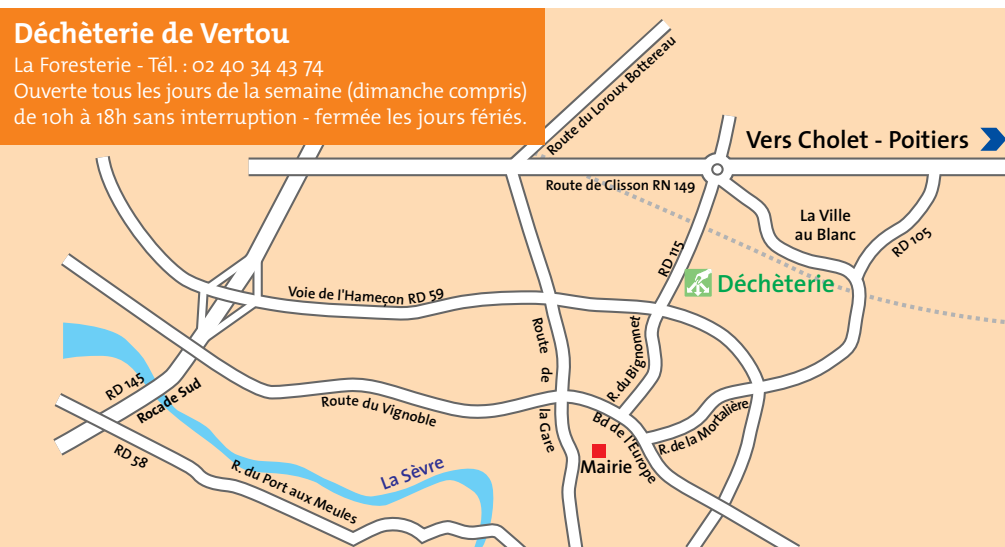 Déchèterie de Vertou
La Foresterie - Tél. : 02 40 34 43 74
Ouverte tous les jours de la semaine (dimanche compris)
de 10h à 18h sans interruption - fermée les jours fériés.
Route du Loroux Bottereau
Vers Cholet - Poitiers
Route de Clisson RN 149
La Ville
au Blanc
RD 105
RD 115
Déchèterie
Voie de l'Hameçon RD 59
Route de la Gare
R. du Bignonnet
RD 145
Rocade Sud
Route du Vignoble
Bd de l'Europe
R. de la Mortalière
RD 58
R. du Port aux Meules
La Sèvre
Mairie